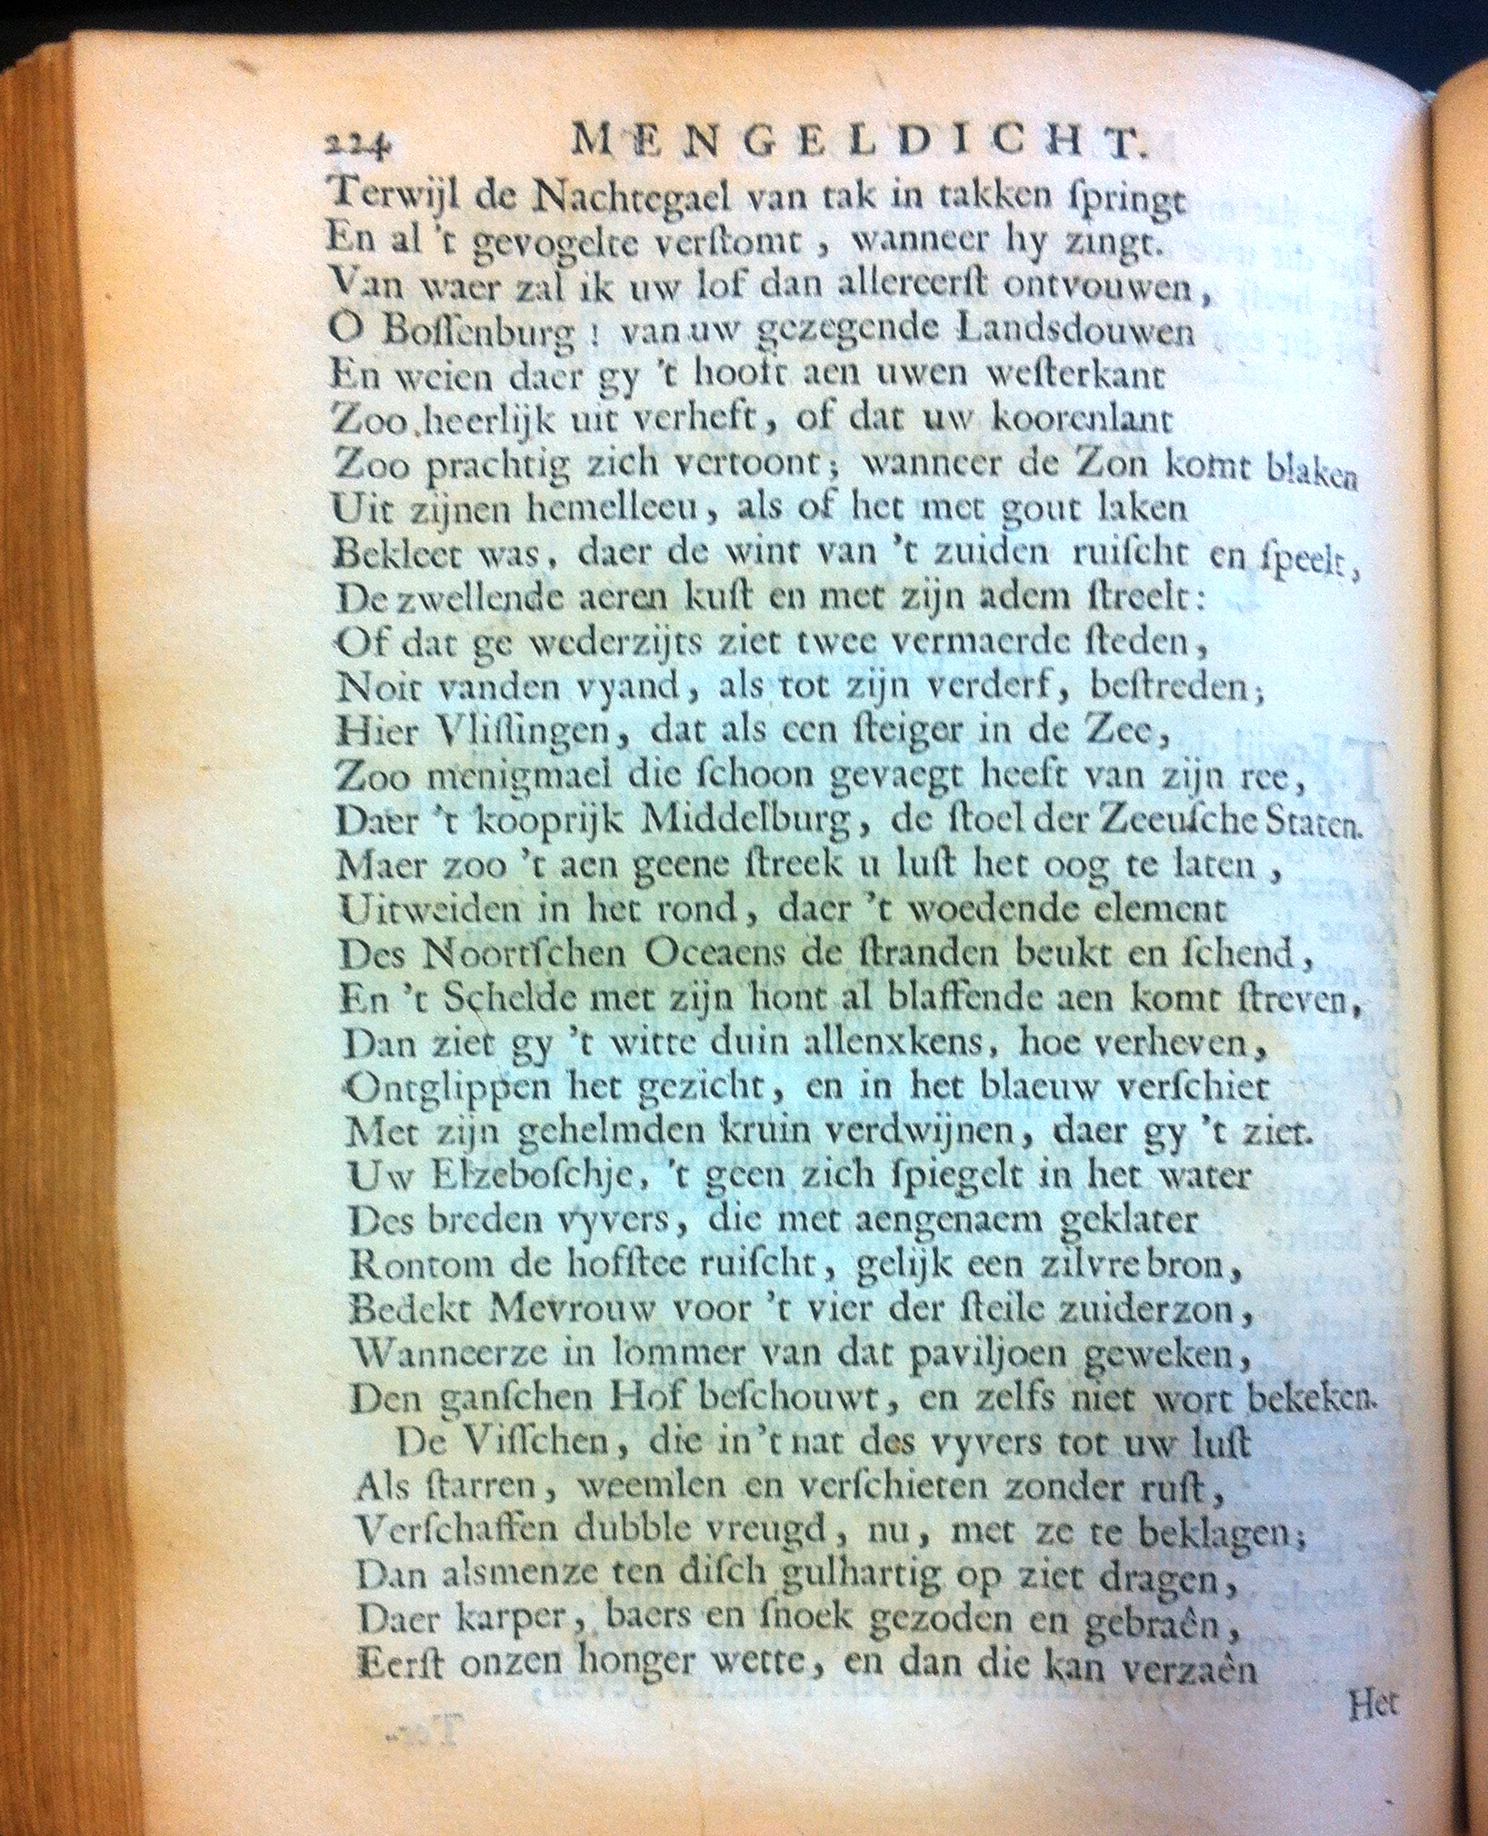 224 MENGELDICHT.
Terwijl de Nachtegael van tak in takken ſpringt
En al 't gevogelte verſtomt, wanneer hy zingt.
Van waer zal ik uw lof dan allereerſt ontvouwen,
O Boſſenburg! van uw gezegende Landsdouwen
En weien daer gy 't hooft aen uwen weſterkant
Zoo heerlijk uit verheft, of dat uw koorenlant
Zoo prachtig zich vertoont; wanneer de Zon komt blaken
Uit zijnen hemelleeu, als of het met gout laken
Bekleet was, daer de wint van 't zuiden ruiſcht en ſpeelt,
De zwellende aeren kuſt en met zijn adem ſtreelt:
Of dat ge wederzijts ziet twee vermaerde ſteden,
Noit vanden vyand, als tot zijn verderf, beſtreden;
Hier Vliſſingen, dat als een ſteiger in de Zee,
Zoo menigmael die ſchoon gevaegt heeft van zijn ree,
Daer 't kooprijk Middelburg, de ſtoel der Zeeuſche Staten.
Maer zoo 't aen geene ſtreek u luſt het oog te laten,
Uitweiden in het rond, daer 't woedende element
Des Noortſchen Oceaens de ſtranden beukt en ſchend,
En 't Schelde met zijn hont al blaffende aen komt ſtreven,
Dan ziet gy 't witte duin allenxkens, hoe verheven,
Ontglippen het gezicht, en in het blaeuw verſchiet
Met zijn gehelmden kruin verdwijnen, daer gy 't ziet.
Uw Elzeboſchje, 't geen zich ſpiegelt in het water
Des breden vyvers, die met aengenaem geklater
Rontom de hofſtee ruiſcht, gelijk een zilvre bron,
Bedekt Mevrouw voor 't vier der ſteile zuiderzon,
Wanneerze in lommer van dat paviljoen geweken,
Den ganſchen Hof beſchouwt, en zelfs niet wort bekeken.
De Viſſchen, die in 't nat des vyvers tot uw luſt
Als ſtarren, weemlen en verſchieten zonder ruſt,
Verſchaffen dubble vreugd, nu, met ze te beklagen;
Dan alsmenze ten diſch gulhartig op ziet dragen,
Daer karper, baers en ſnoek gezoden en gebraên,
Eerſt onzen honger wette, en dan die kan verzaên
Het